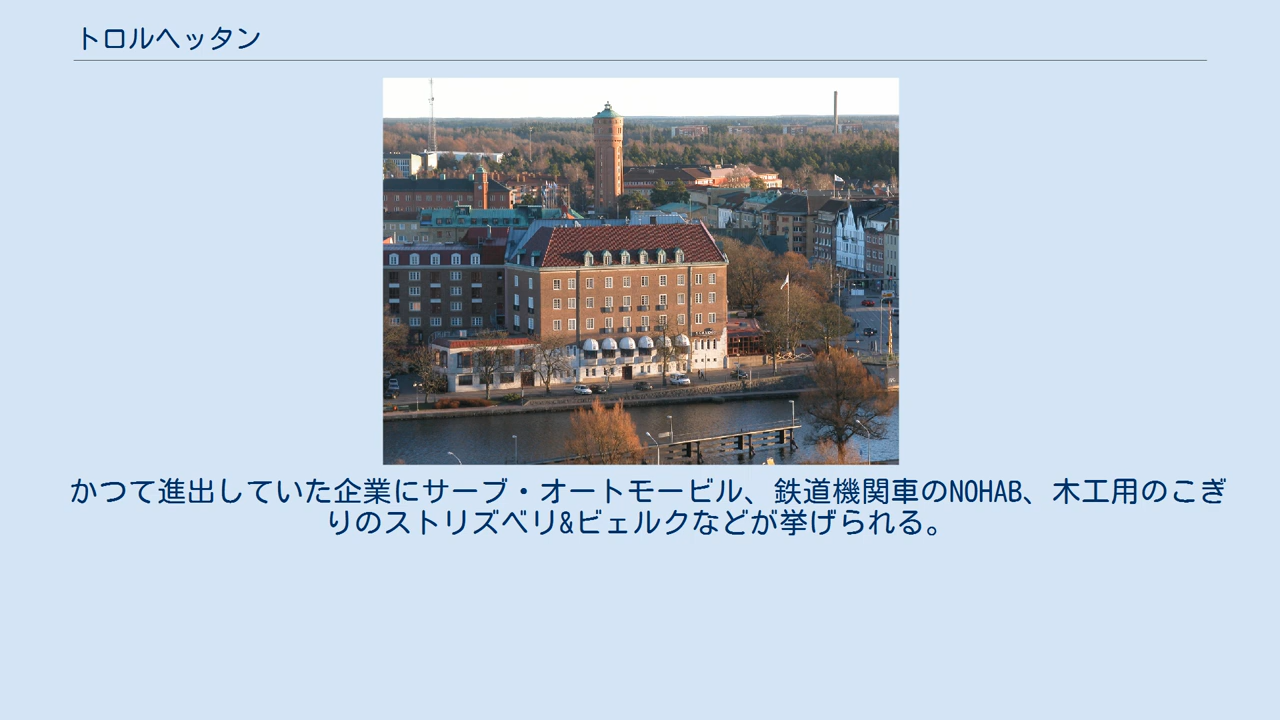 トロルヘッタン
かつて進出していた企業にサーブ・オートモービル、鉄道機関車のNOHAB、木工用のこぎ
りのストリズベリ&ビェルクなどが挙げられる。